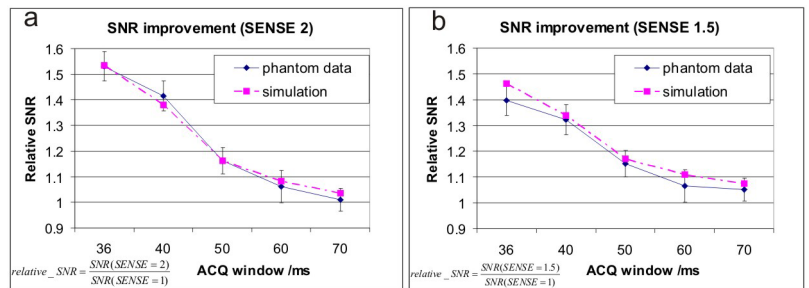 a
SNR improvement (SENSE 2)
1.6
1.5
1.4
1.3
1.2
1.1
1
0.9
Relative SNR
phantom data
simulation
36 40 50 60 70
ACQ window /ms
relative_SNR = SNR(SENSE = 2) / SNR(SENSE = 1)
b
SNR improvement (SENSE 1.5)
1.6
1.5
1.4
1.3
1.2
1.1
1
0.9
Relative SNR
phantom data
simulation
36 40 50 60 70
ACQ window /ms
relative_SNR = SNR(SENSE = 1.5) / SNR(SENSE = 1)